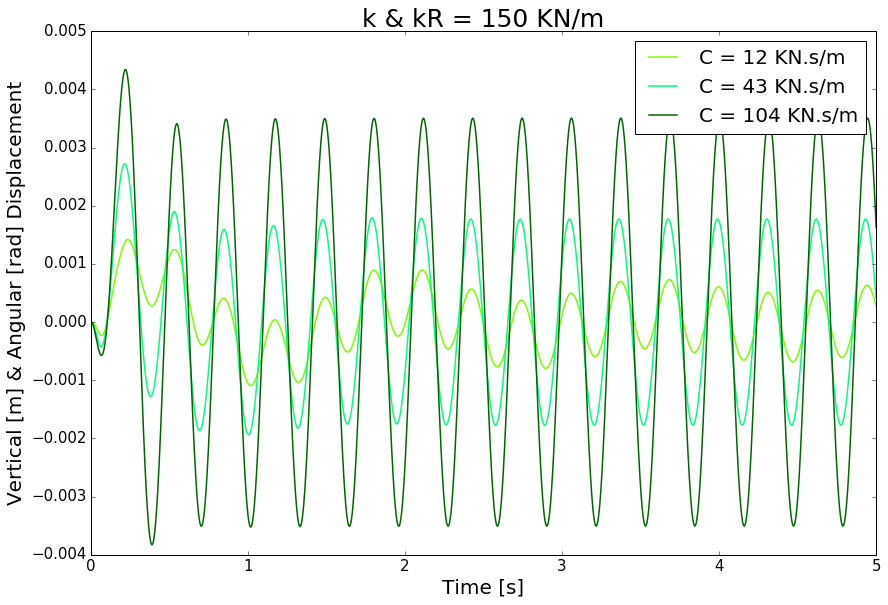 k & kR = 150 KN/m
C = 12 KN.s/m
C = 43 KN.s/m
C = 104 KN.s/m
Vertical [m] & Angular [rad] Displacement
0.005
0.004
0.003
0.002
0.001
0.000
−0.001
−0.002
−0.003
−0.004
0 1 2 3 4 5
Time [s]